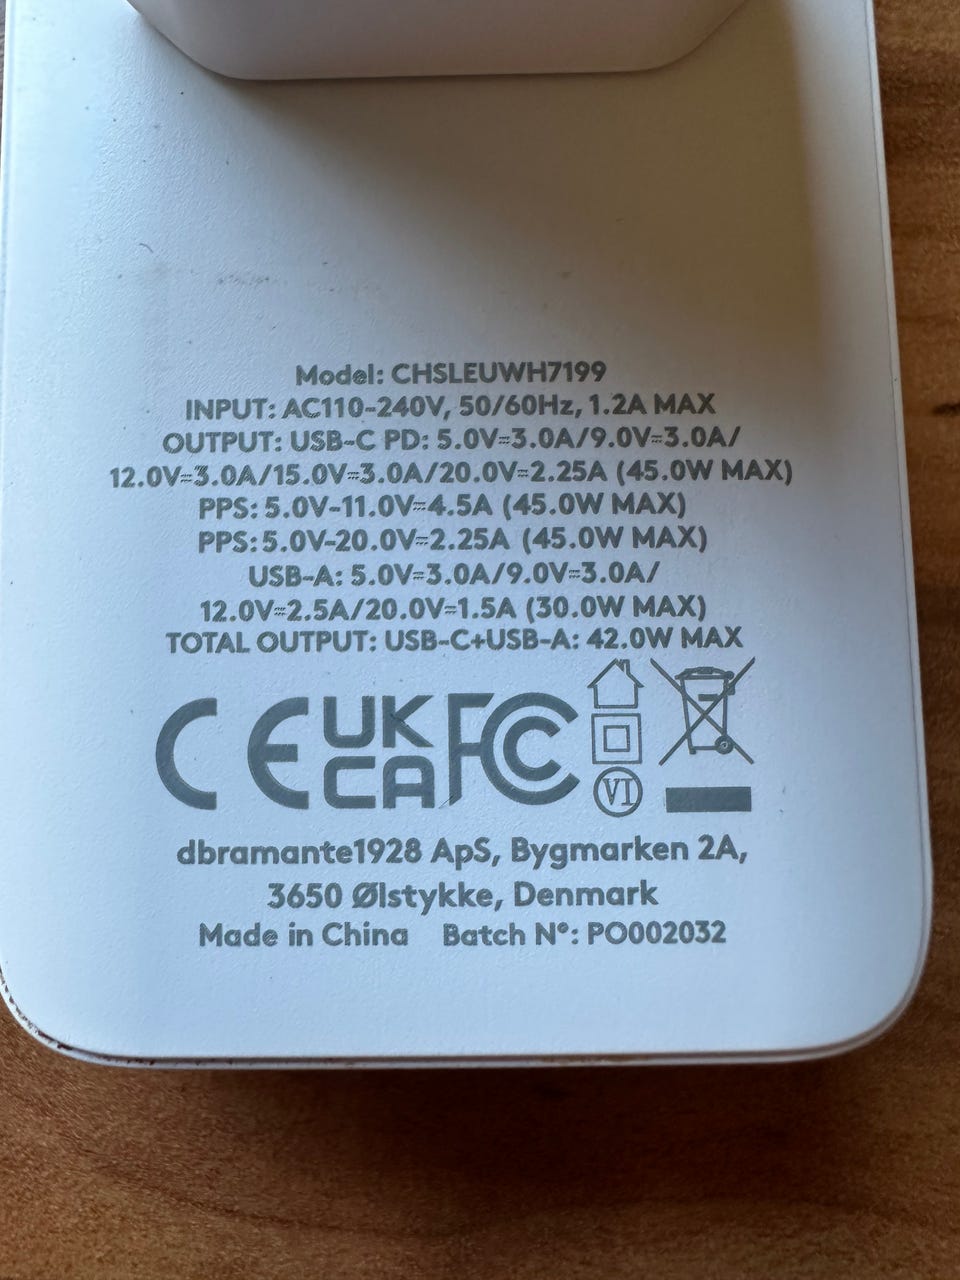 Model: CHSLEUWH7199
INPUT: AC110-240V, 50/60Hz, 1.2A MAX
OUTPUT: USB-C PD: 5.0V⎓3.0A/9.0V⎓3.0A/
12.0V⎓3.0A/15.0V⎓3.0A/20.0V⎓2.25A (45.0W MAX)
PPS: 5.0V-11.0V⎓4.5A (45.0W MAX)
PPS: 5.0V-20.0V⎓2.25A (45.0W MAX)
USB-A: 5.0V⎓3.0A/9.0V⎓3.0A/
12.0V⎓2.5A/20.0V⎓1.5A (30.0W MAX)
TOTAL OUTPUT: USB-C+USB-A: 42.0W MAX
CE UK CA FC
VI
dbramante1928 ApS, Bygmarken 2A,
3650 Ølstykke, Denmark
Made in China Batch N°: PO002032